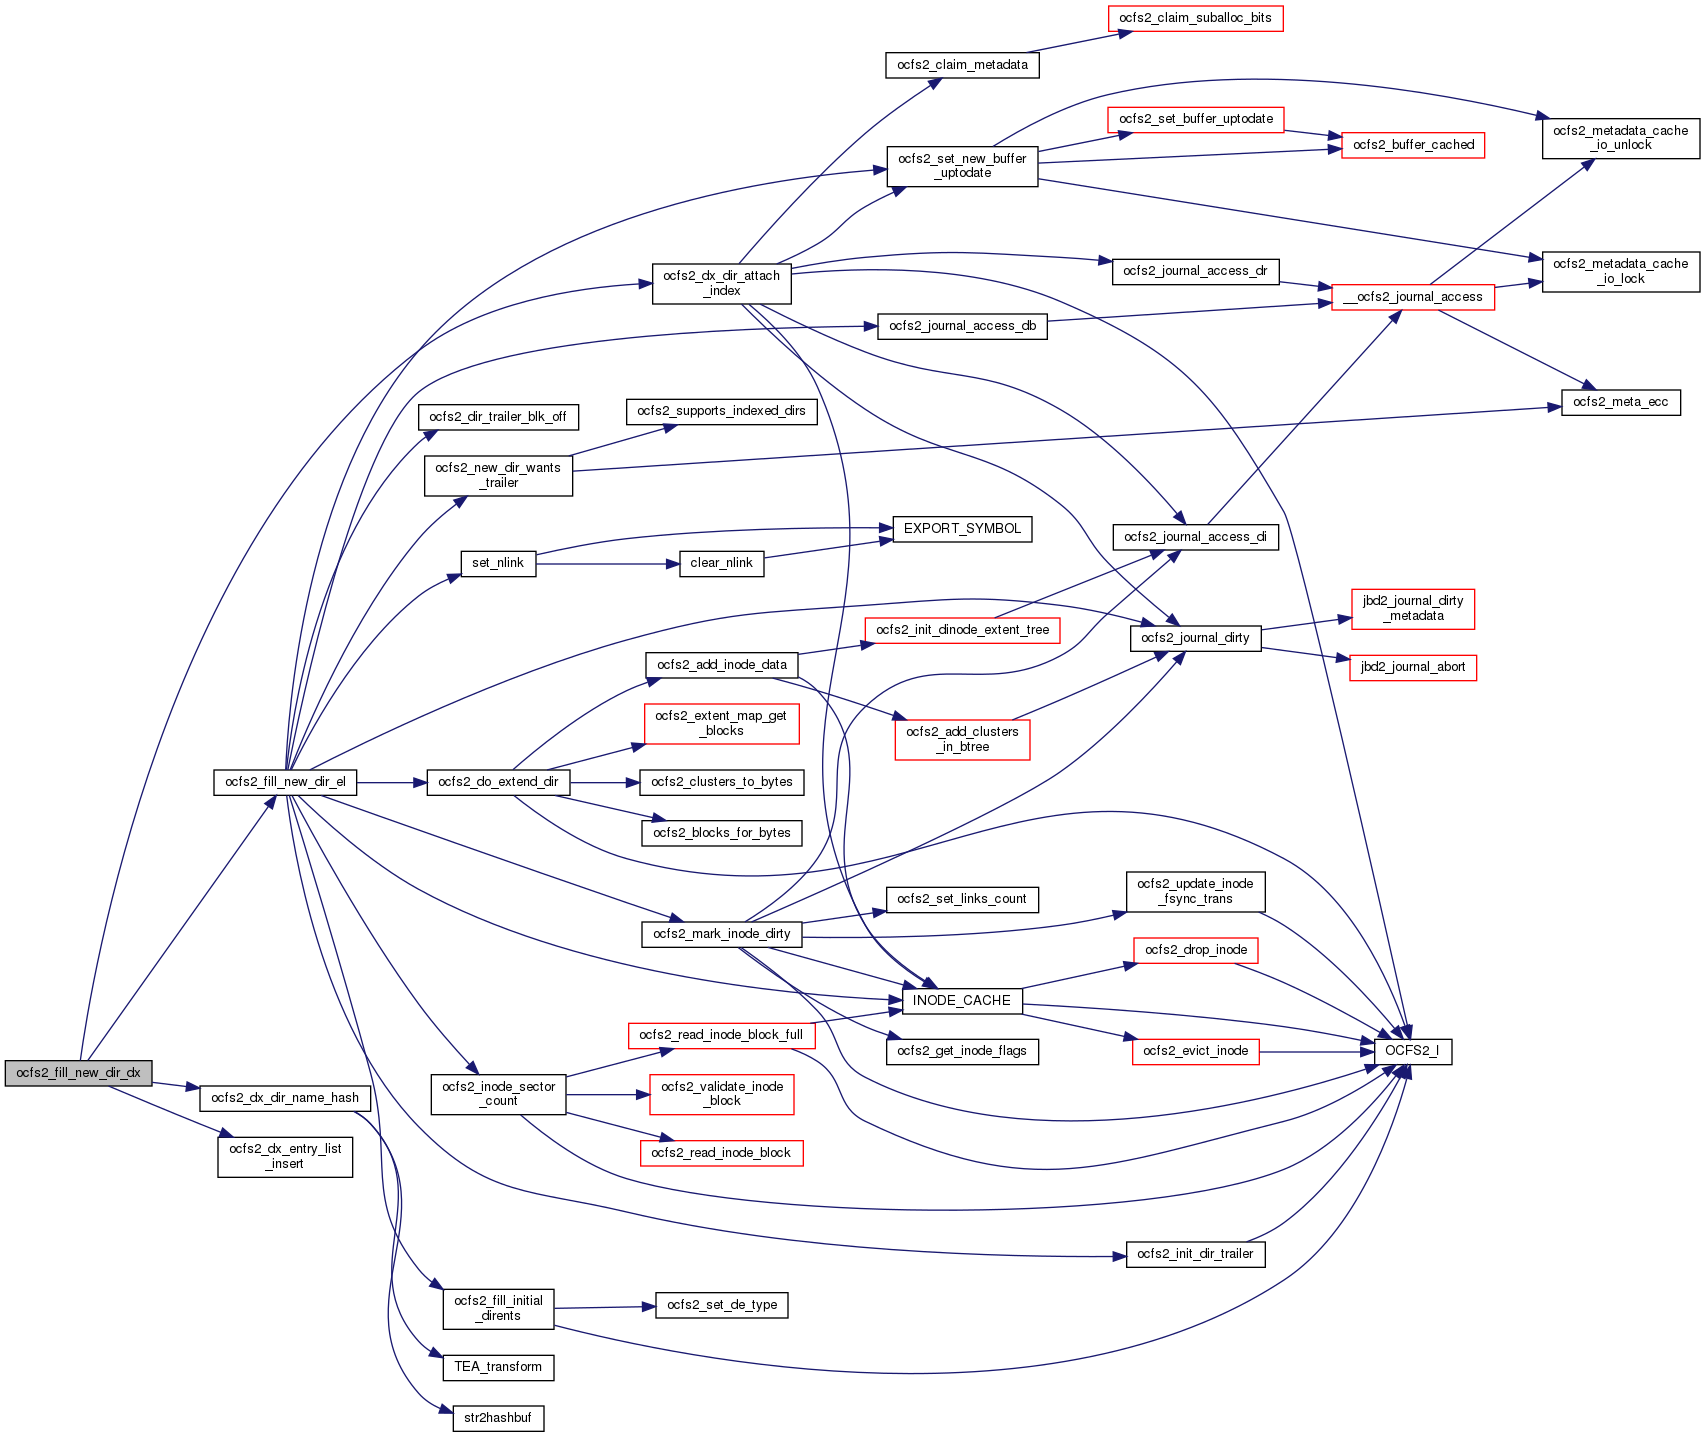 ocfs2_claim_suballoc_bits
ocfs2_claim_metadata
ocfs2_set_buffer_uptodate
ocfs2_metadata_cache
_io_unlock
ocfs2_buffer_cached
ocfs2_set_new_buffer
_uptodate
ocfs2_dx_dir_attach
_index
ocfs2_journal_access_dr
ocfs2_metadata_cache
_io_lock
__ocfs2_journal_access
ocfs2_journal_access_db
ocfs2_dir_trailer_blk_off
ocfs2_supports_indexed_dirs
ocfs2_meta_ecc
ocfs2_new_dir_wants
_trailer
EXPORT_SYMBOL
ocfs2_journal_access_di
set_nlink
clear_nlink
jbd2_journal_dirty
_metadata
ocfs2_init_dinode_extent_tree
ocfs2_journal_dirty
ocfs2_add_inode_data
jbd2_journal_abort
ocfs2_extent_map_get
_blocks
ocfs2_add_clusters
_in_btree
ocfs2_fill_new_dir_el
ocfs2_do_extend_dir
ocfs2_clusters_to_bytes
ocfs2_blocks_for_bytes
ocfs2_set_links_count
ocfs2_update_inode
_fsync_trans
ocfs2_mark_inode_dirty
ocfs2_drop_inode
INODE_CACHE
ocfs2_read_inode_block_full
ocfs2_get_inode_flags
ocfs2_evict_inode
OCFS2_I
ocfs2_fill_new_dir_dx
ocfs2_dx_dir_name_hash
ocfs2_inode_sector
_count
ocfs2_validate_inode
_block
ocfs2_dx_entry_list
_insert
ocfs2_read_inode_block
ocfs2_init_dir_trailer
ocfs2_fill_initial
_dirents
ocfs2_set_de_type
TEA_transform
str2hashbuf